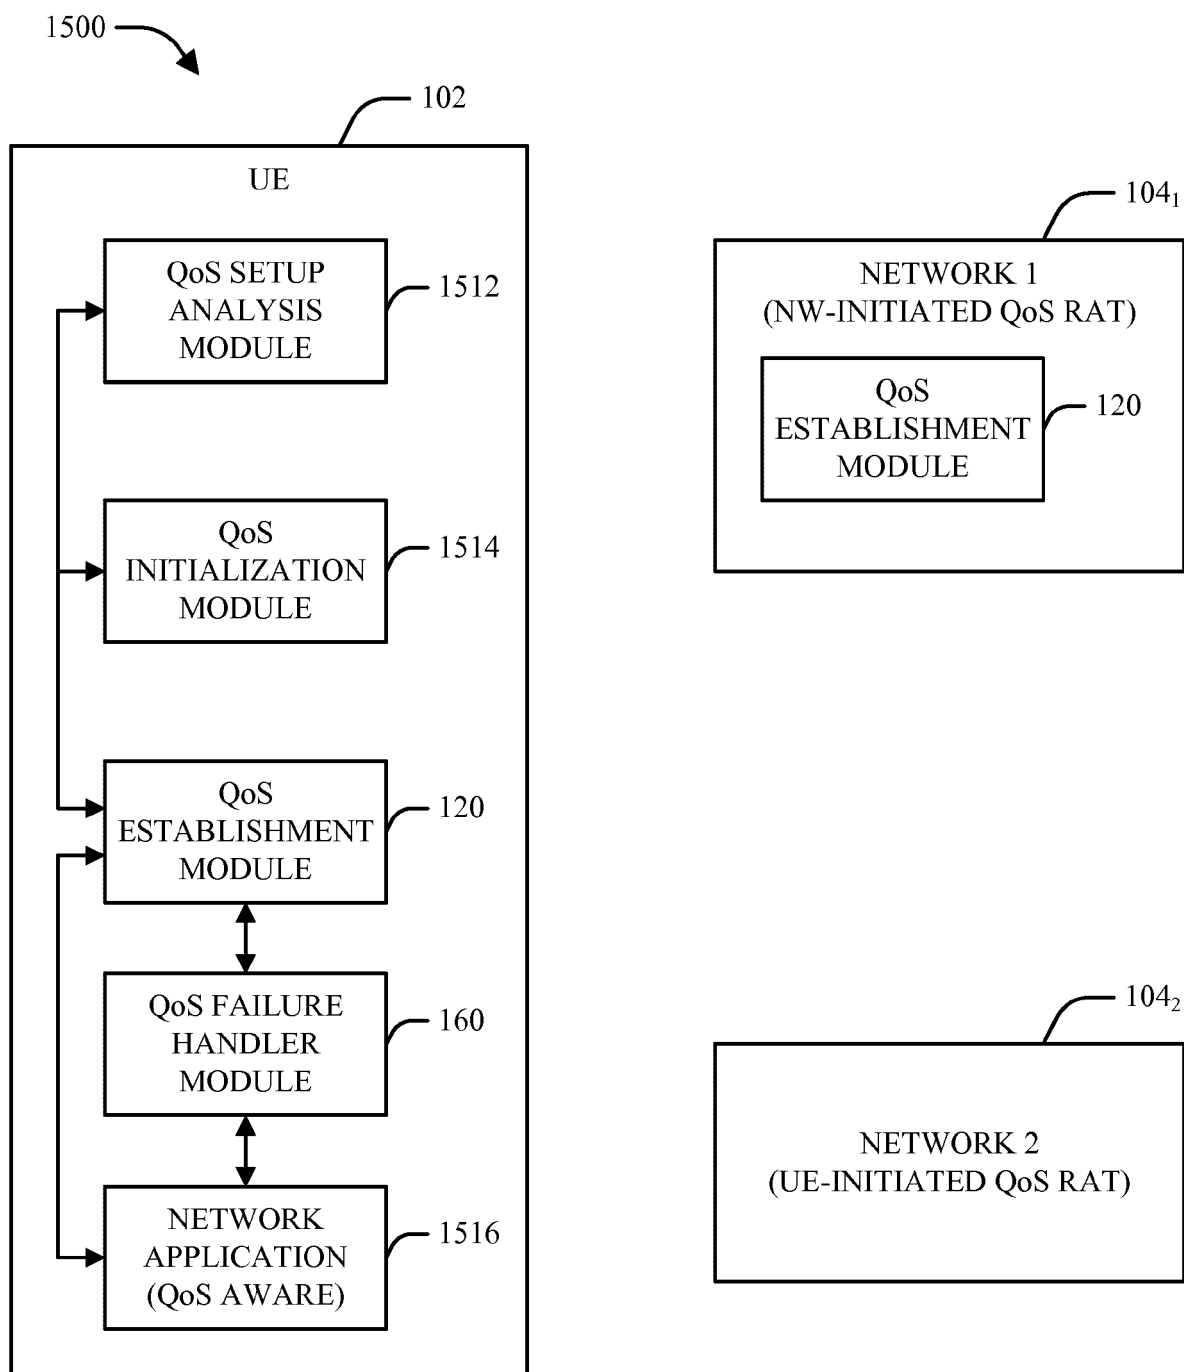 1500
102
UE
QoS SETUP
ANALYSIS
MODULE
1512
QoS
INITIALIZATION
MODULE
1514
QoS
ESTABLISHMENT
MODULE
120
QoS FAILURE
HANDLER
MODULE
160
NETWORK
APPLICATION
(QoS AWARE)
1516
104₁
NETWORK 1
(NW-INITIATED QoS RAT)
QoS
ESTABLISHMENT
MODULE
120
104₂
NETWORK 2
(UE-INITIATED QoS RAT)